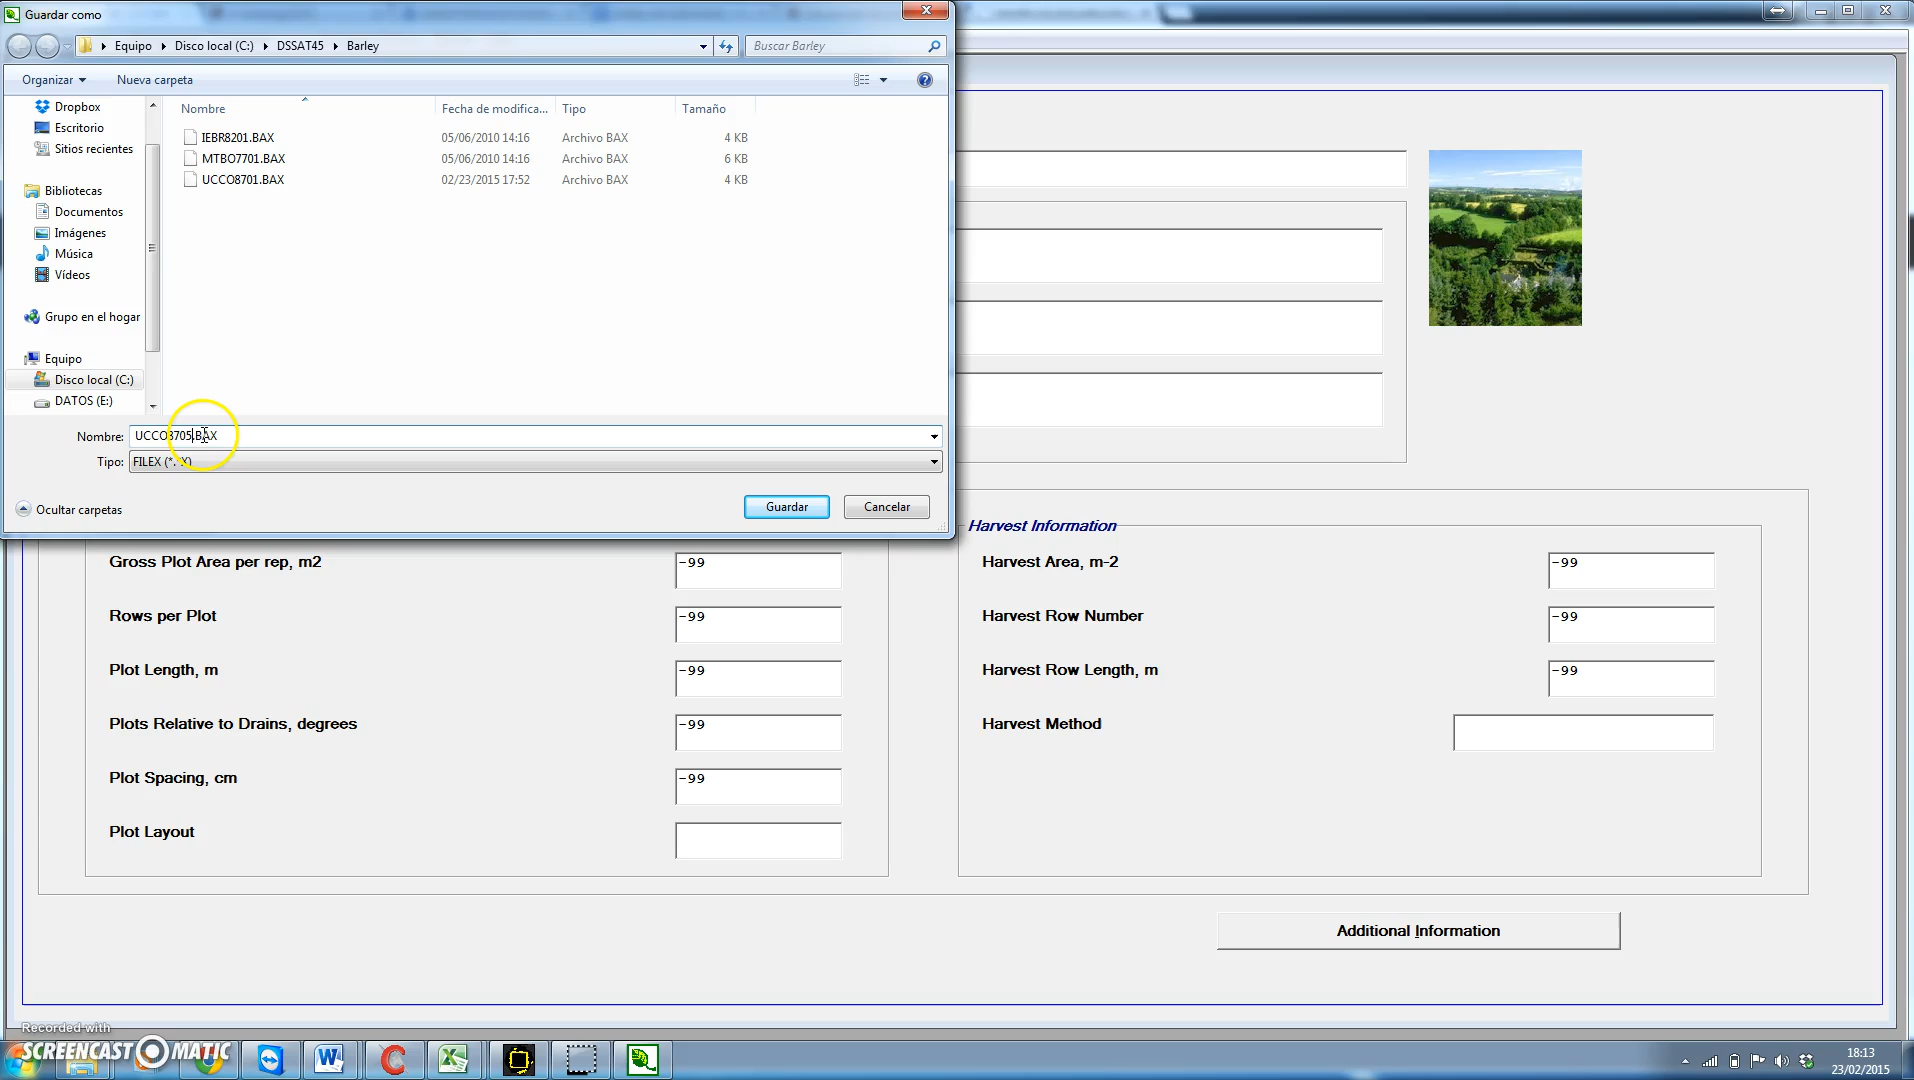 Guardar como
Equipo Disco local (C:) DSSAT45 Barley
Buscar Barley
Organizar Nueva carpeta
Dropbox
Escritorio
Sitios recientes
Bibliotecas
Documentos
Imágenes
Música
Vídeos
Grupo en el hogar
Equipo
Disco local (C:)
DATOS (E:)
Nombre Fecha de modifica... Tipo Tamaño
IEBR8201.BAX 05/06/2010 14:16 Archivo BAX 4 KB
MTBO7701.BAX 05/06/2010 14:16 Archivo BAX 6 KB
UCCO8701.BAX 02/23/2015 17:52 Archivo BAX 4 KB
Nombre: UCCO8705.BAX
Tipo: FILEX (*.*X)
Ocultar carpetas
Guardar Cancelar
Gross Plot Area per rep, m2 -99
Rows per Plot -99
Plot Length, m -99
Plots Relative to Drains, degrees -99
Plot Spacing, cm -99
Plot Layout
Harvest Information
Harvest Area, m-2 -99
Harvest Row Number -99
Harvest Row Length, m -99
Harvest Method
Additional Information
Recorded with
SCREENCAST MATIC
18:13
23/02/2015